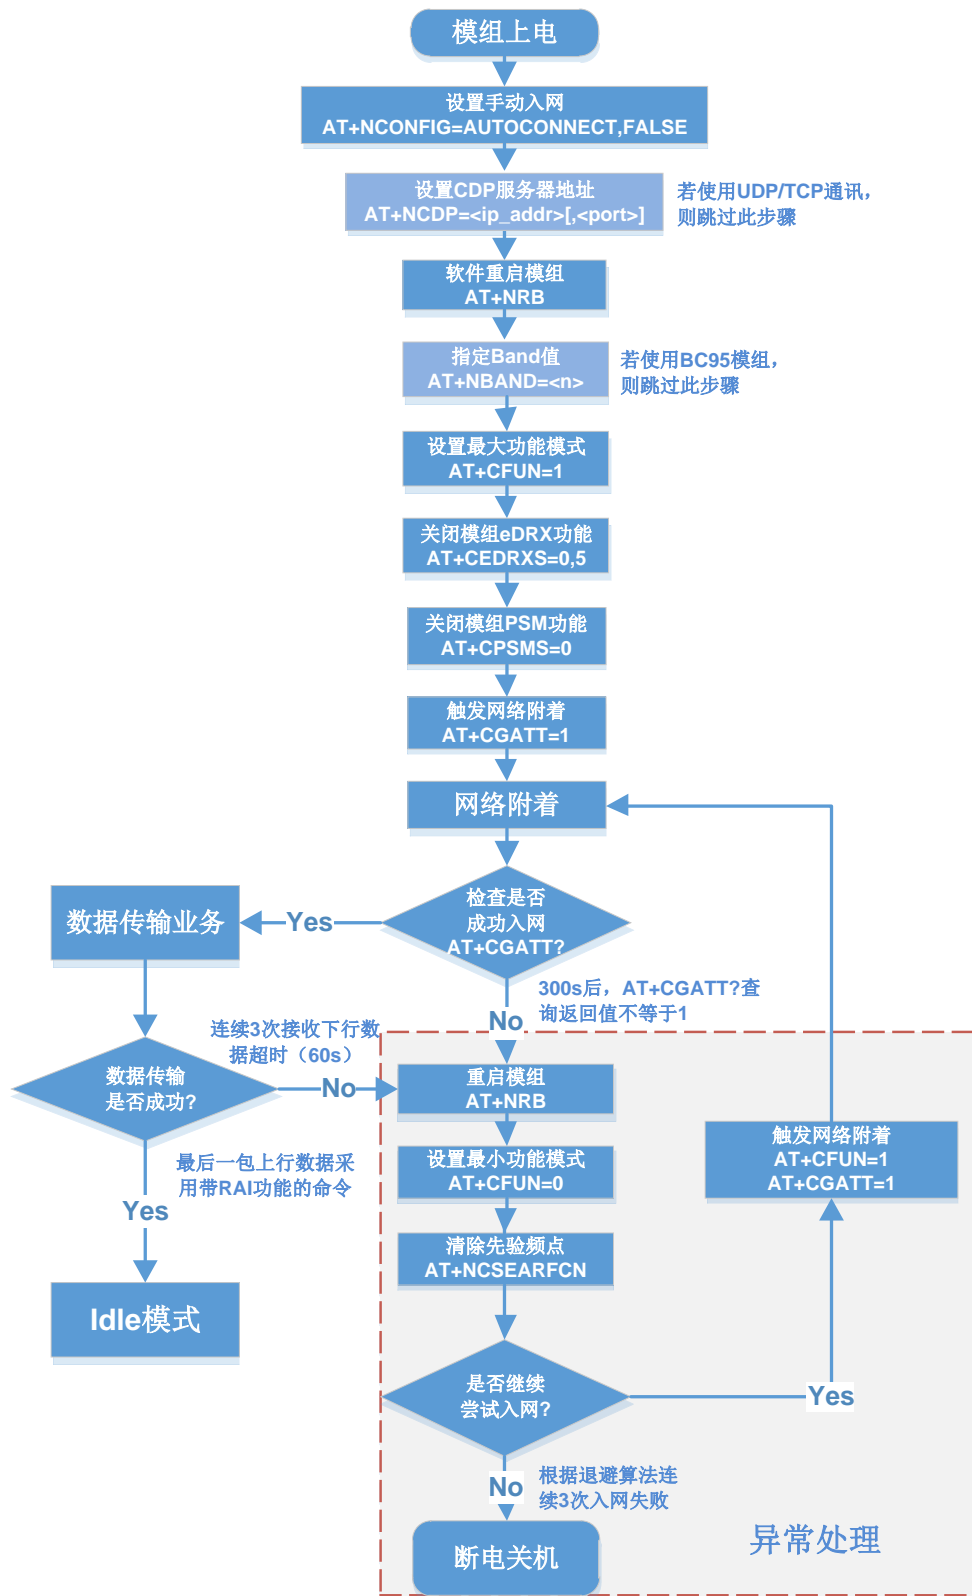 模组上电
设置手动入网
AT+NCONFIG=AUTOCONNECT,FALSE
设置CDP服务器地址
AT+NCDP=<ip_addr>[,<port>]
若使用UDP/TCP通讯，
则跳过此步骤
软件重启模组
AT+NRB
指定Band值
AT+NBAND=<n>
若使用BC95模组，
则跳过此步骤
设置最大功能模式
AT+CFUN=1
关闭模组eDRX功能
AT+CEDRXS=0,5
关闭模组PSM功能
AT+CPSMS=0
触发网络附着
AT+CGATT=1
网络附着
检查是否
成功入网
AT+CGATT?
Yes
数据传输业务
300s后，AT+CGATT?查
询返回值不等于1
No
连续3次接收下行数
据超时（60s）
数据传输
是否成功?
No
重启模组
AT+NRB
设置最小功能模式
AT+CFUN=0
清除先验频点
AT+NCSEARFCN
触发网络附着
AT+CFUN=1
AT+CGATT=1
最后一包上行数据采
用带RAI功能的命令
Yes
Idle模式
是否继续
尝试入网?
Yes
No
根据退避算法连
续3次入网失败
断电关机
异常处理